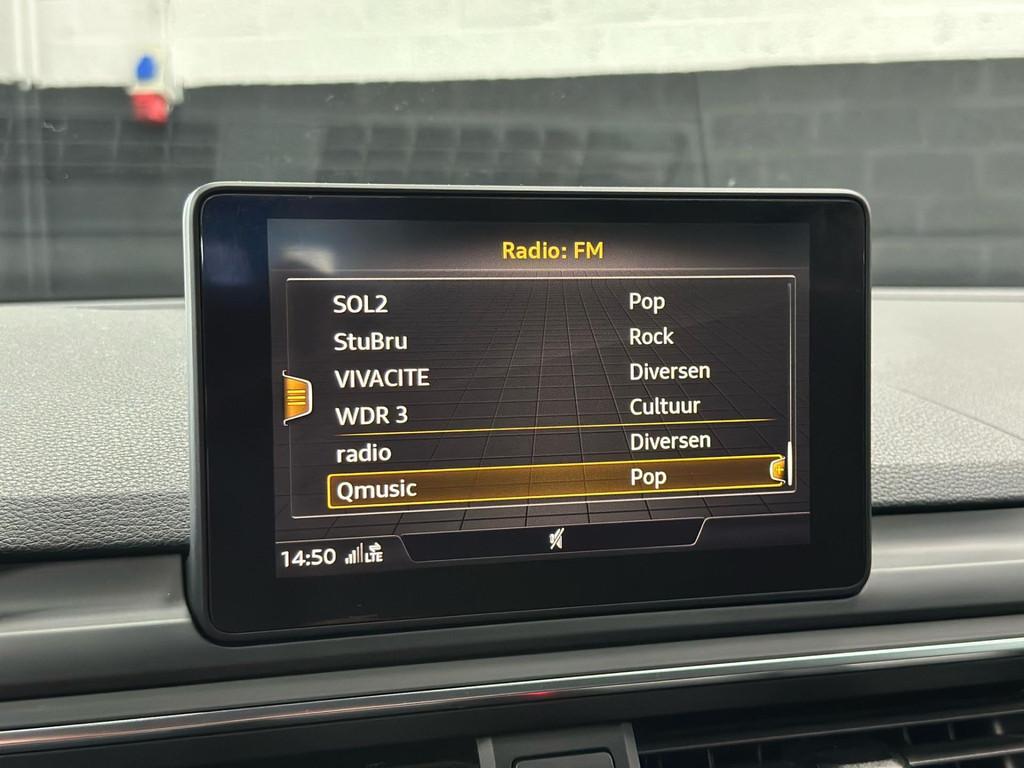 Radio: FM
SOL2 Pop
StuBru Rock
VIVACITE Diversen
WDR 3 Cultuur
radio Diversen
Qmusic Pop
14:50 LTE